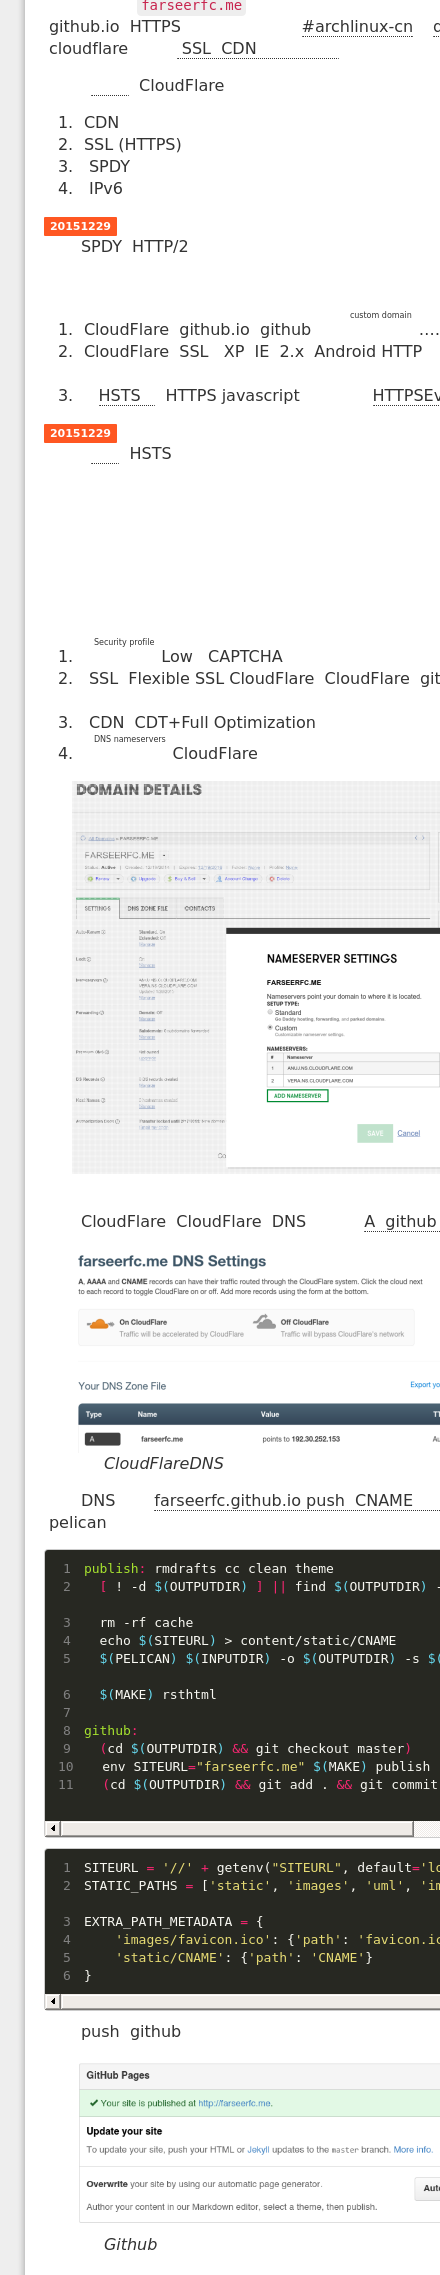 farseerfc.me
github.io HTTPS #archlinux-cn
cloudflare SSL CDN
CloudFlare
1. CDN
2. SSL (HTTPS)
3. SPDY
4. IPv6
20151229
SPDY HTTP/2
custom domain
1. CloudFlare github.io github ....
2. CloudFlare SSL XP IE 2.x Android HTTP
3. HSTS HTTPS javascript HTTPSEv
20151229
HSTS
Security profile
1. Low CAPTCHA
2. SSL Flexible SSL CloudFlare CloudFlare git
3. CDN CDT+Full Optimization
DNS nameservers
4. CloudFlare
DOMAIN DETAILS
FARSEERFC.ME
SETTINGS DNS ZONE FILE CONTACTS
NAMESERVER SETTINGS
FARSEERFC.ME
Nameservers point your domain to where it is located.
SETUP TYPE:
Standard
Go Daddy hosting, forwarding, and parked domains.
Custom
Customizable nameserver settings.
NAMESERVERS:
# Nameserver
1 ANUJ.NS.CLOUDFLARE.COM
2 VERA.NS.CLOUDFLARE.COM
ADD NAMESERVER
SAVE Cancel
CloudFlare CloudFlare DNS A github
farseerfc.me DNS Settings
A, AAAA and CNAME records can have their traffic routed through the CloudFlare system. Click the cloud next
to each record to toggle CloudFlare on or off. Add more records using the form at the bottom.
On CloudFlare Off CloudFlare
Traffic will be accelerated by CloudFlare Traffic will bypass CloudFlare's network
Your DNS Zone File Export yo
Type Name Value TT
A farseerfc.me points to 192.30.252.153 Au
CloudFlareDNS
DNS farseerfc.github.io push CNAME
pelican
1 publish: rmdrafts cc clean theme
2 [ ! -d $(OUTPUTDIR) ] || find $(OUTPUTDIR) -
3 rm -rf cache
4 echo $(SITEURL) > content/static/CNAME
5 $(PELICAN) $(INPUTDIR) -o $(OUTPUTDIR) -s $(
6 $(MAKE) rsthtml
7
8 github:
9 (cd $(OUTPUTDIR) && git checkout master)
10 env SITEURL="farseerfc.me" $(MAKE) publish
11 (cd $(OUTPUTDIR) && git add . && git commit
1 SITEURL = '//' + getenv("SITEURL", default='lo
2 STATIC_PATHS = ['static', 'images', 'uml', 'im
3 EXTRA_PATH_METADATA = {
4 'images/favicon.ico': {'path': 'favicon.ic
5 'static/CNAME': {'path': 'CNAME'}
6 }
push github
GitHub Pages
Your site is published at http://farseerfc.me.
Update your site
To update your site, push your HTML or Jekyll updates to the master branch. More info.
Overwrite your site by using our automatic page generator. Auto
Author your content in our Markdown editor, select a theme, then publish.
Github